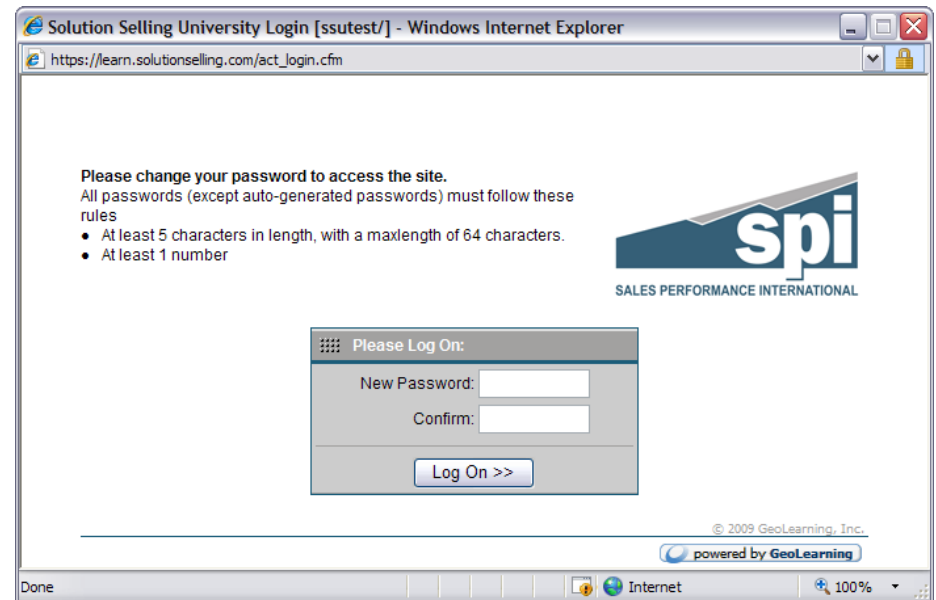 Solution Selling University Login [ssutest/] - Windows Internet Explorer
https://learn.solutionselling.com/act_login.cfm
Please change your password to access the site.
All passwords (except auto-generated passwords) must follow these
rules
● At least 5 characters in length, with a maxlength of 64 characters.
● At least 1 number
spi
SALES PERFORMANCE INTERNATIONAL
Please Log On:
New Password:
Confirm:
Log On >>
© 2009 GeoLearning, Inc.
powered by GeoLearning
Done
Internet
100%